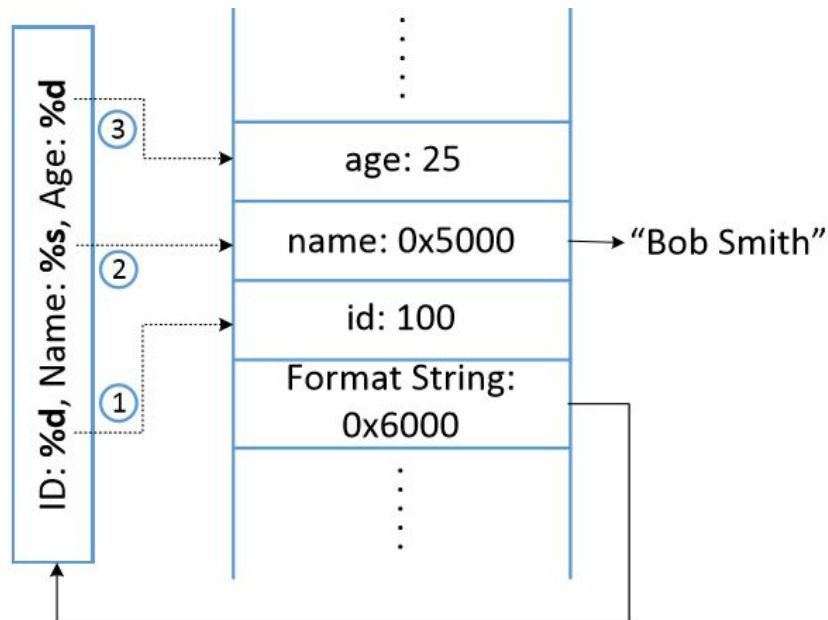 ID: %d, Name: %s, Age: %d
3
2
1
age: 25
name: 0x5000
"Bob Smith"
id: 100
Format String:
0x6000